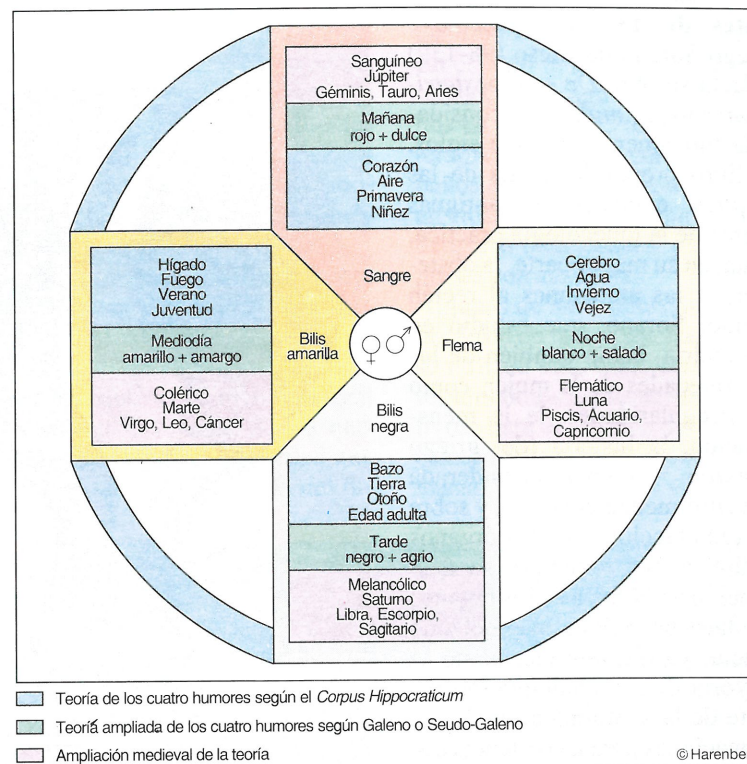 Sanguíneo
Júpiter
Géminis, Tauro, Aries
Mañana
rojo + dulce
Corazón
Aire
Primavera
Niñez
Sangre
Hígado
Fuego
Verano
Juventud
Mediodía
amarillo + amargo
Colérico
Marte
Virgo, Leo, Cáncer
Bilis
amarilla
♀♂
Flema
Cerebro
Agua
Invierno
Vejez
Noche
blanco + salado
Flemático
Luna
Piscis, Acuario,
Capricornio
Bilis
negra
Bazo
Tierra
Otoño
Edad adulta
Tarde
negro + agrio
Melancólico
Saturno
Libra, Escorpio,
Sagitario
Teoría de los cuatro humores según el Corpus Hippocraticum
Teoría ampliada de los cuatro humores según Galeno o Seudo-Galeno
Ampliación medieval de la teoría
© Harenbe